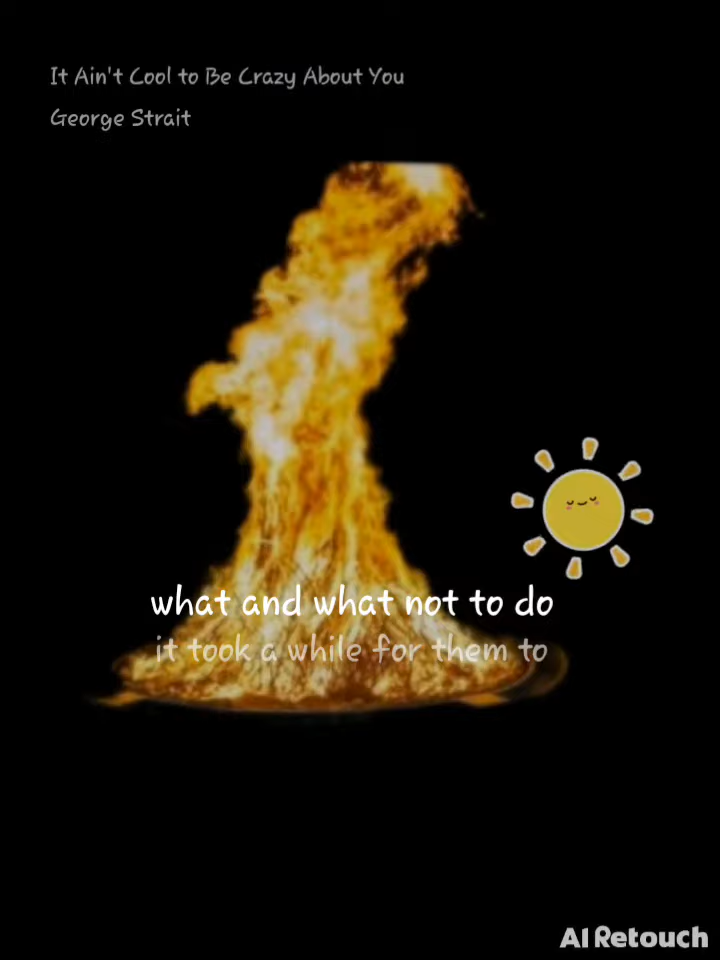 It Ain't Cool to Be Crazy About You
George Strait
what and what not to do
it took a while for them to
AI Retouch